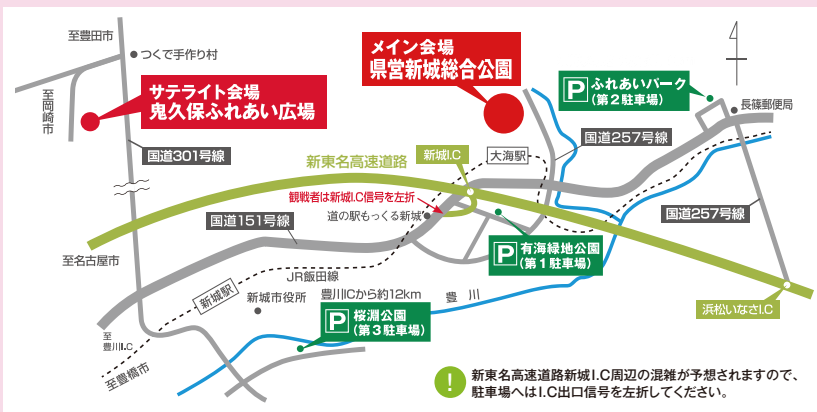 至豊田市
つくで手作り村
至岡崎市
サテライト会場
鬼久保ふれあい広場
国道301号線
メイン会場
県営新城総合公園
P ふれあいパーク
(第2駐車場)
長篠郵便局
国道257号線
大海駅
新城I.C
新東名高速道路
観戦者は新城I.C信号を左折
道の駅もっくる新城
国道151号線
国道257号線
P 有海緑地公園
(第1駐車場)
至名古屋市
JR飯田線
新城駅
新城市役所
豊川ICから約12km
豊川
P 桜淵公園
(第3駐車場)
浜松いなさI.C
至
豊川I.C
至豊橋市
! 新東名高速道路新城I.C周辺の混雑が予想されますので、
駐車場へはI.C出口信号を左折してください。